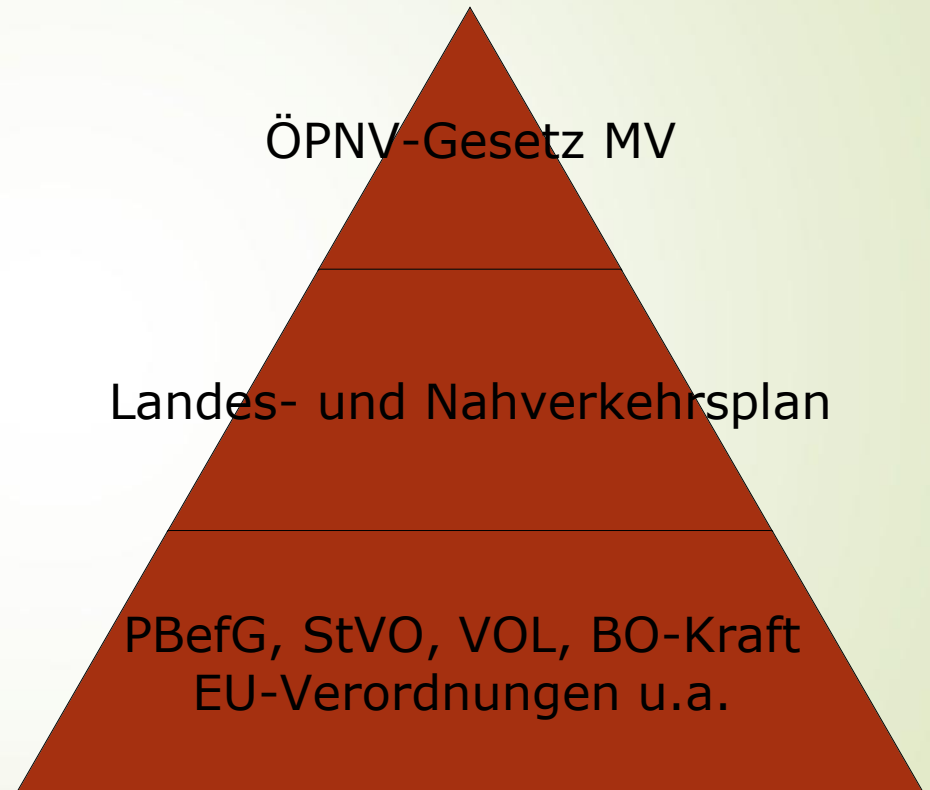 ÖPNV-Gesetz MV
Landes- und Nahverkehrsplan
PBefG, StVO, VOL, BO-Kraft
EU-Verordnungen u.a.